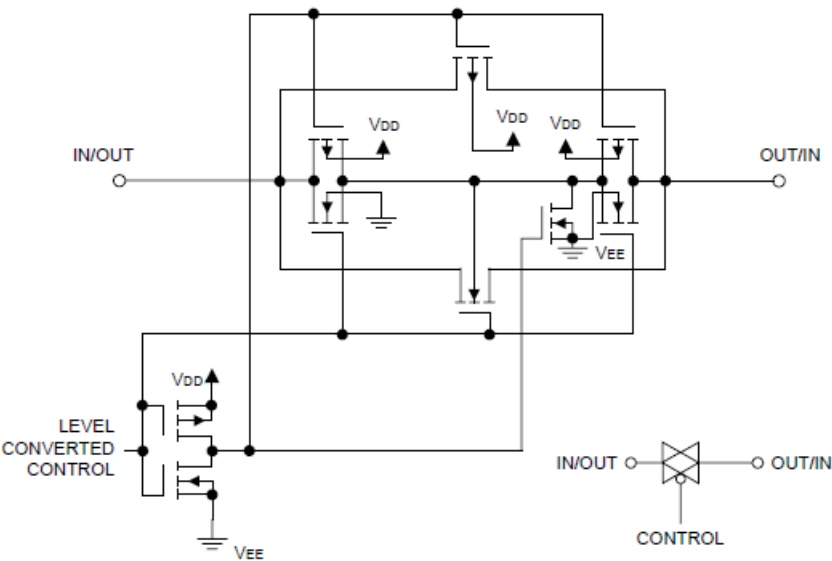 VDD
VDD
VDD
IN/OUT
OUT/IN
VEE
VDD
LEVEL
CONVERTED
CONTROL
IN/OUT
OUT/IN
CONTROL
VEE